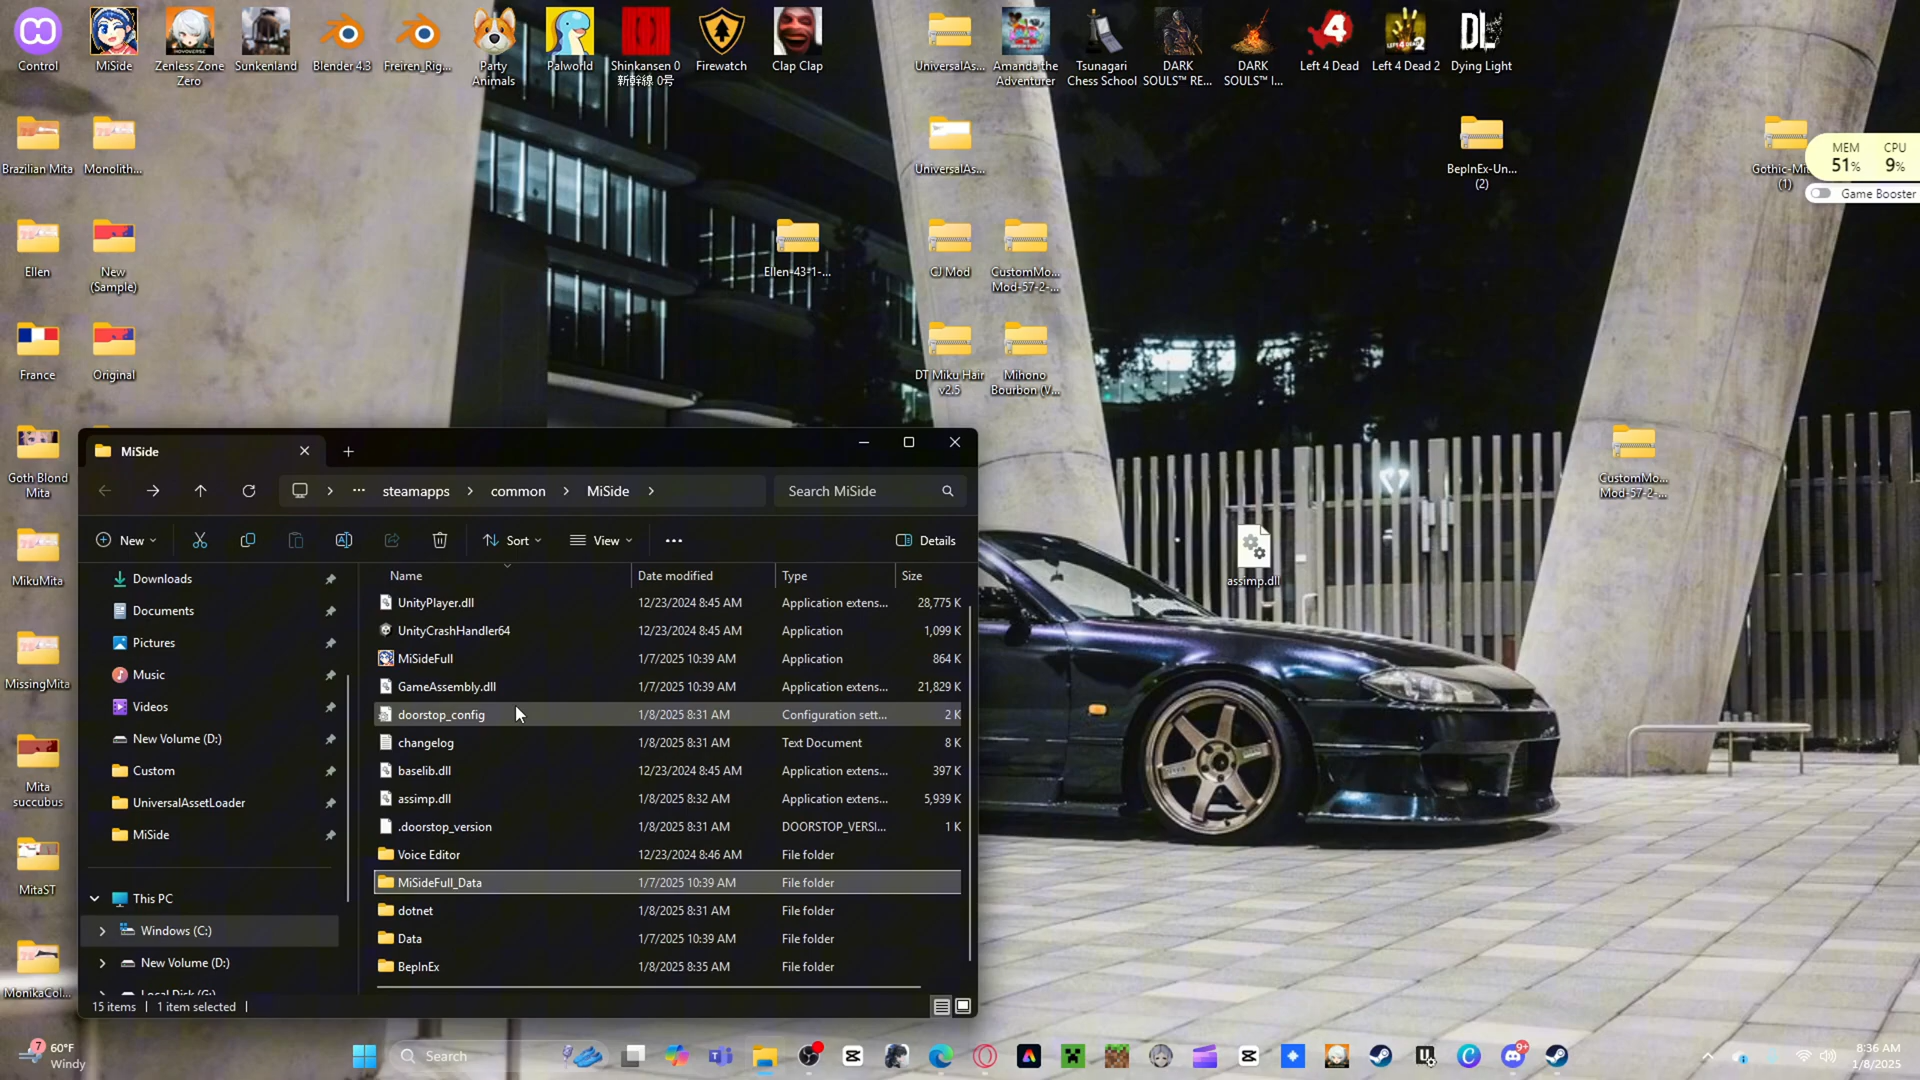 Control
MiSide
Zenless Zone
Zero
Sunkenland
Blender 4.3
Freiren_Rig...
Party
Animals
Palworld
Shinkansen 0
新幹線 0号
Firewatch
Clap Clap
UniversalAs...
Amanda the
Adventurer
Tsunagari
Chess School
DARK
SOULS™ RE...
DARK
SOULS™ I...
Left 4 Dead
Left 4 Dead 2
Dying Light
Brazilian Mita
Monolith...
UniversalAs...
BepInEx-Un...
(2)
(1)
MEM
51%
CPU
9%
Game Booster
Ellen
New
(Sample)
Ellen-43-1-...
CJ Mod
CustomMo...
Mod-57-2-...
France
Original
DT Miku Hair
v2.5
Mihono
Bourbon (V...
Goth Blond
Mita
CustomMo...
Mod-57-2-...
assimp.dll
MikuMita
MissingMita
Mita
succubus
MitaST
MonikaCol...
MiSide
steamapps
common
MiSide
Search MiSide
New
Sort
View
Details
Downloads
Documents
Pictures
Music
Videos
New Volume (D:)
Custom
UniversalAssetLoader
MiSide
This PC
Windows (C:)
New Volume (D:)
Local Disk (G:)
Name Date modified Type Size
UnityPlayer.dll 12/23/2024 8:45 AM Application extens... 28,775 K
UnityCrashHandler64 12/23/2024 8:45 AM Application 1,099 K
MiSideFull 1/7/2025 10:39 AM Application 864 K
GameAssembly.dll 1/7/2025 10:39 AM Application extens... 21,829 K
doorstop_config 1/8/2025 8:31 AM Configuration sett... 2 K
changelog 1/8/2025 8:31 AM Text Document 8 K
baselib.dll 12/23/2024 8:45 AM Application extens... 397 K
assimp.dll 1/8/2025 8:32 AM Application extens... 5,939 K
.doorstop_version 1/8/2025 8:31 AM DOORSTOP_VERSI... 1 K
Voice Editor 12/23/2024 8:46 AM File folder
MiSideFull_Data 1/7/2025 10:39 AM File folder
dotnet 1/8/2025 8:31 AM File folder
Data 1/7/2025 10:39 AM File folder
BepInEx 1/8/2025 8:35 AM File folder
15 items
1 item selected
7
60°F
Windy
Search
9+
8:36 AM
1/8/2025